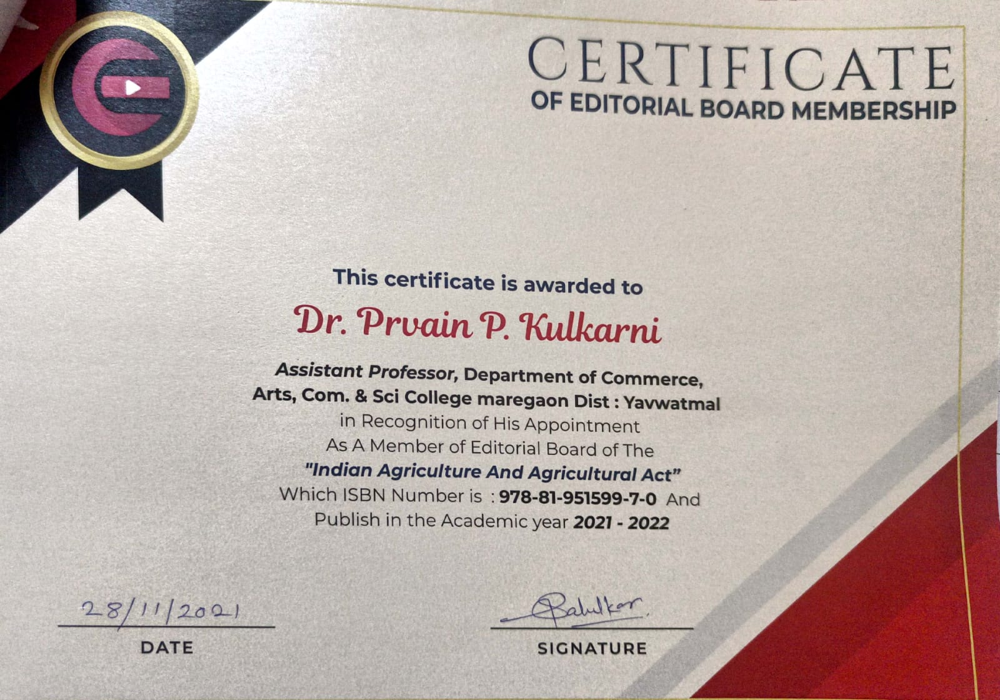 CERTIFICATE
OF EDITORIAL BOARD MEMBERSHIP
This certificate is awarded to
Dr. Prvain P. Kulkarni
Assistant Professor, Department of Commerce,
Arts, Com. & Sci College maregaon Dist : Yavwatmal
in Recognition of His Appointment
As A Member of Editorial Board of The
"Indian Agriculture And Agricultural Act”
Which ISBN Number is : 978-81-951599-7-0 And
Publish in the Academic year 2021 - 2022
28/11/2021
DATE
SIGNATURE